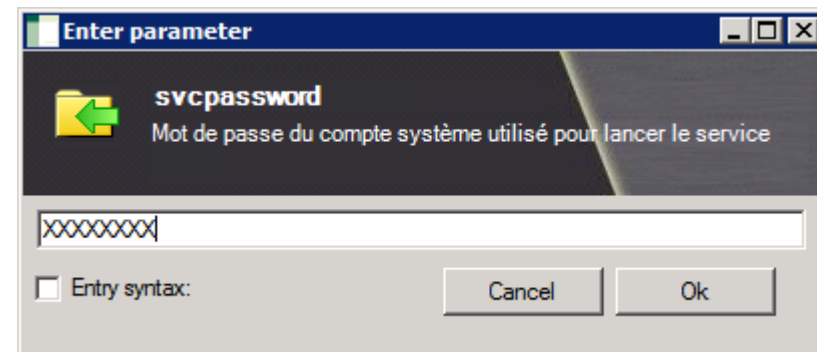 Enter parameter
svcpassword
Mot de passe du compte système utilisé pour lancer le service
XXXXXXXX
Entry syntax:
Cancel
Ok